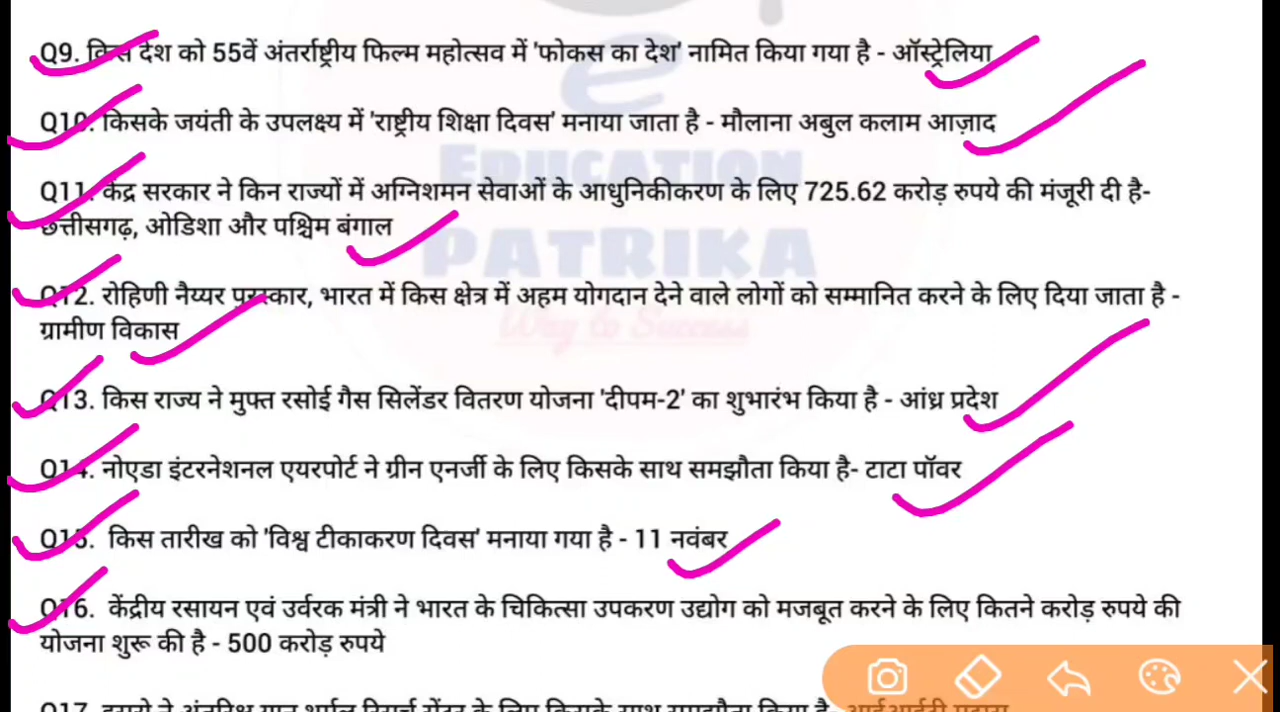 Q9. किस देश को 55वें अंतर्राष्ट्रीय फिल्म महोत्सव में 'फोकस का देश' नामित किया गया है - ऑस्ट्रेलिया
Q10. किसके जयंती के उपलक्ष्य में 'राष्ट्रीय शिक्षा दिवस' मनाया जाता है - मौलाना अबुल कलाम आज़ाद
e
EDUCATION
Q11. केंद्र सरकार ने किन राज्यों में अग्निशमन सेवाओं के आधुनिकीकरण के लिए 725.62 करोड़ रुपये की मंजूरी दी है-
छत्तीसगढ़, ओडिशा और पश्चिम बंगाल
PATRIKA
Q12. रोहिणी नैय्यर पुरस्कार, भारत में किस क्षेत्र में अहम योगदान देने वाले लोगों को सम्मानित करने के लिए दिया जाता है -
ग्रामीण विकास
Way to Success
Q13. किस राज्य ने मुफ्त रसोई गैस सिलेंडर वितरण योजना 'दीपम-2' का शुभारंभ किया है - आंध्र प्रदेश
Q14. नोएडा इंटरनेशनल एयरपोर्ट ने ग्रीन एनर्जी के लिए किसके साथ समझौता किया है- टाटा पॉवर
Q15. किस तारीख को 'विश्व टीकाकरण दिवस' मनाया गया है - 11 नवंबर
Q16. केंद्रीय रसायन एवं उर्वरक मंत्री ने भारत के चिकित्सा उपकरण उद्योग को मजबूत करने के लिए कितने करोड़ रुपये की
योजना शुरू की है - 500 करोड़ रुपये